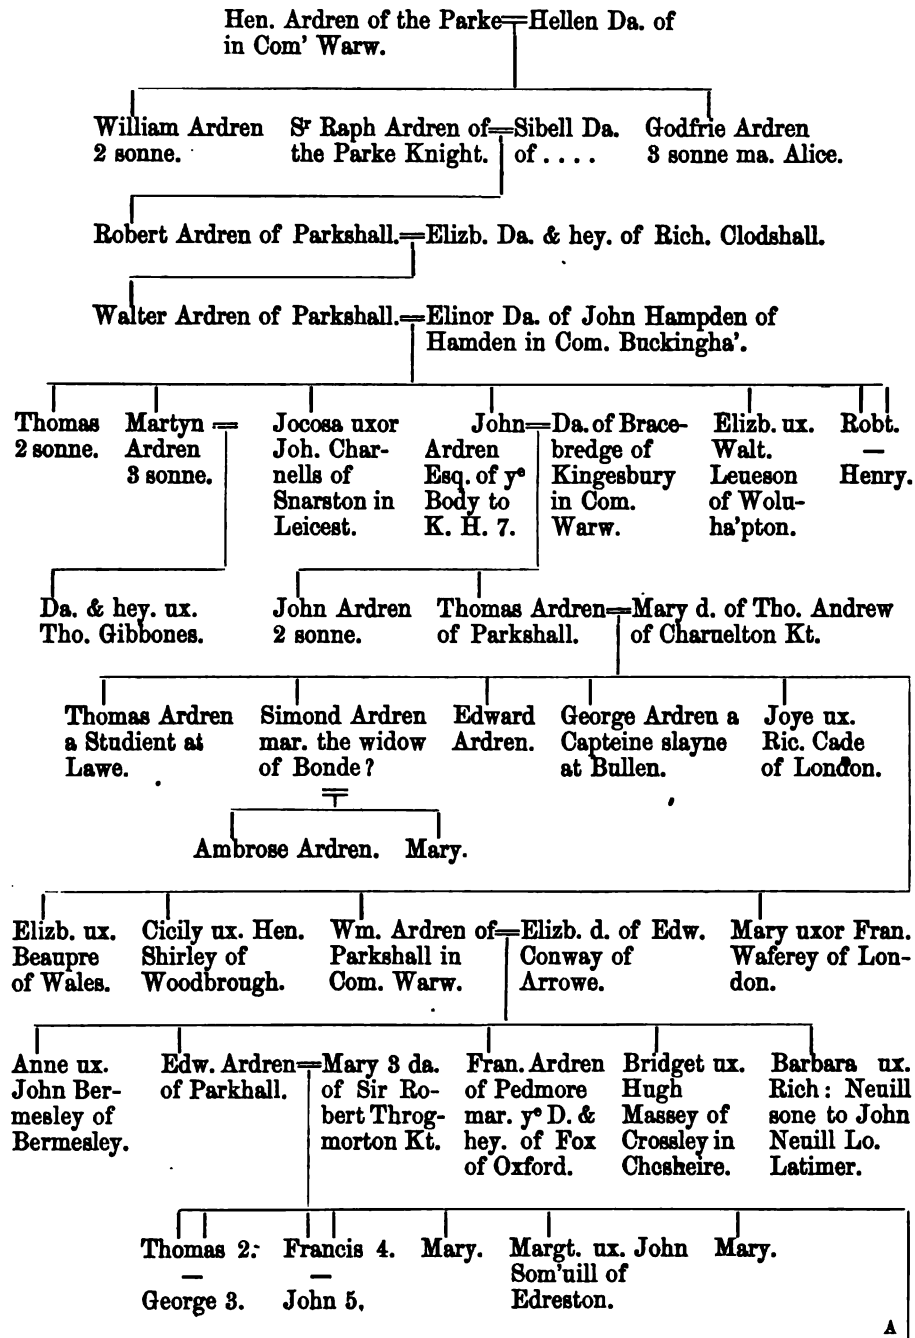 Hen. Ardren of the Parke=Hellen Da. of
in Com' Warw.
William Ardren
2 sonne.
Sr Raph Ardren of=Sibell Da.
the Parke Knight. of . . . .
Godfrie Ardren
3 sonne ma. Alice.
Robert Ardren of Parkshall.=Elizb. Da. & hey. of Rich. Clodshall.
Walter Ardren of Parkshall.=Elinor Da. of John Hampden of
Hamden in Com. Buckingha'.
Thomas
2 sonne.
Martyn =
Ardren
3 sonne.
Jocosa uxor
Joh. Char-
nells of
Snarston in
Leicest.
John=
Ardren
Esq. of ye
Body to
K. H. 7.
Da. of Brace-
bredge of
Kingesbury
in Com.
Warw.
Elizb. ux.
Walt.
Leueson
of Wolu-
ha'pton.
Robt.
—
Henry.
Da. & hey. ux.
Tho. Gibbones.
John Ardren
2 sonne.
Thomas Ardren=Mary d. of Tho. Andrew
of Parkshall. of Charuelton Kt.
Thomas Ardren
a Studient at
Lawe.
Simond Ardren
mar. the widow
of Bonde?
Edward
Ardren.
George Ardreu a
Capteine slayne
at Bullen.
Joye ux.
Ric. Cade
of London.
Ambrose Ardren. Mary.
Elizb. ux.
Beaupre
of Wales.
Cicily ux. Hen.
Shirley of
Woodbrough.
Wm. Ardren of=
Parkshall in
Com. Warw.
Elizb. d. of Edw.
Conway of
Arrowe.
Mary uxor Fran.
Waferey of Lon-
don.
Anne ux.
John Ber-
mesley of
Bermesley.
Edw. Ardren=
of Parkhall.
Mary 3 da.
of Sir Ro-
bert Throg-
morton Kt.
Fran. Ardren
of Pedmore
mar. ye D. &
hey. of Fox
of Oxford.
Bridget ux.
Hugh
Massey of
Crossley in
Chesheire.
Barbara ux.
Rich: Neuill
sone to John
Neuill Lo.
Latimer.
Thomas 2.
—
George 3.
Francis 4.
—
John 5.
Mary.
Margt. ux. John
Som'uill of
Edreston.
Mary.
A